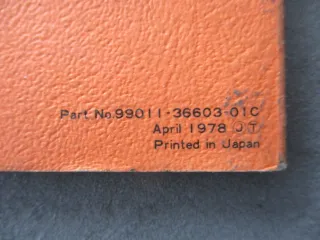 Part No.99011-36603-01C
April 1978 J.T
Printed in Japan